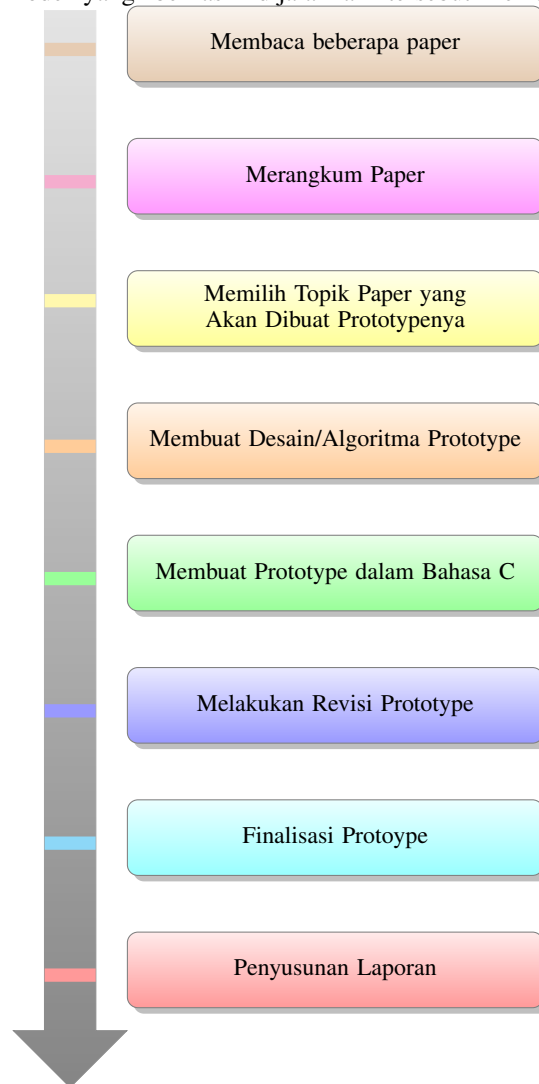 Membaca beberapa paper
Merangkum Paper
Memilih Topik Paper yang
Akan Dibuat Prototypenya
Membuat Desain/Algoritma Prototype
Membuat Prototype dalam Bahasa C
Melakukan Revisi Prototype
Finalisasi Protoype
Penyusunan Laporan